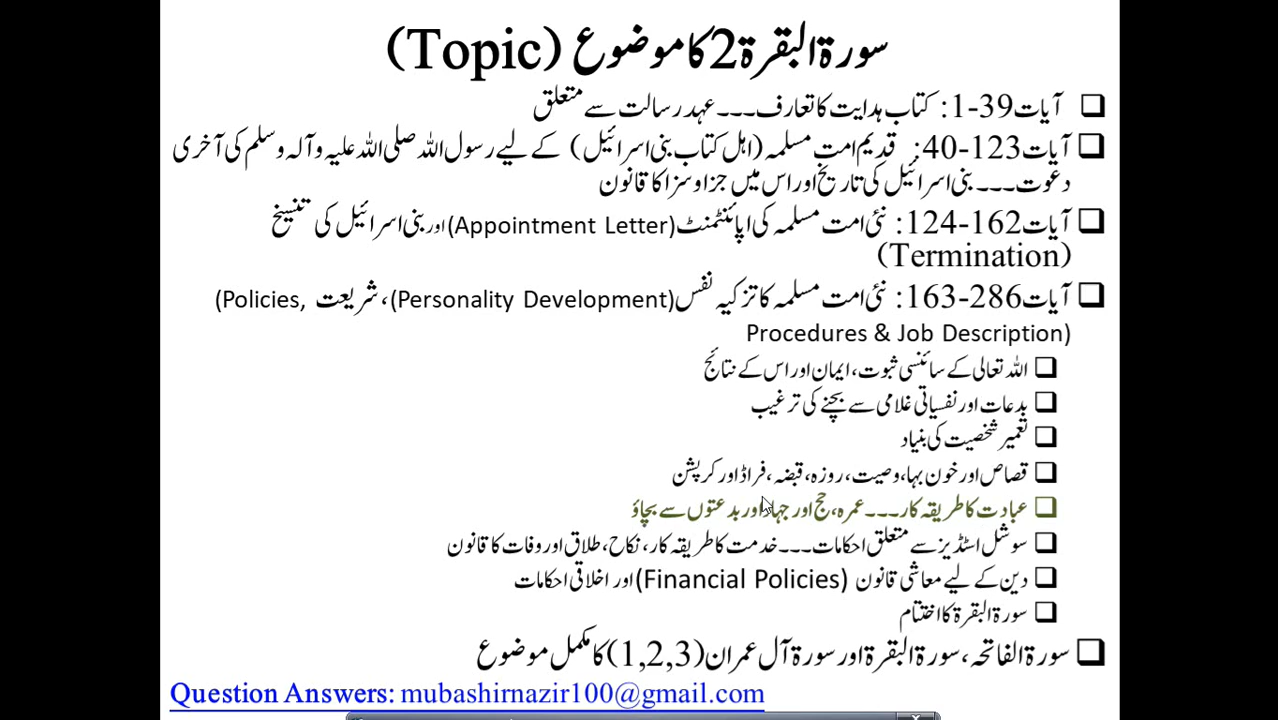 سورۃ البقرۃ 2 کا موضوع (Topic)
❑ آیات 39-1: کتاب ہدایت کا تعارف۔۔۔ عہد رسالت سے متعلق
❑ آیات 123-40: قدیم امت مسلمہ (اہل کتاب بنی اسرائیل) کے لیے رسول اللہ صلی اللہ علیہ وآلہ وسلم کی آخری
دعوت۔۔۔ بنی اسرائیل کی تاریخ اور اس میں جزا و سزا کا قانون
❑ آیات 162-124: نئی امت مسلمہ کی اپائنٹمنٹ (Appointment Letter) اور بنی اسرائیل کی تنسیخ
(Termination)
❑ آیات 286-163: نئی امت مسلمہ کا تزکیہ نفس (Personality Development)، شریعت (Policies,
Procedures & Job Description)
❑ اللہ تعالی کے سائنسی ثبوت، ایمان اور اس کے نتائج
❑ بدعات اور نفسیاتی غلامی سے بچنے کی ترغیب
❑ تعمیر شخصیت کی بنیاد
❑ قصاص اور خون بہا، وصیت، روزہ، قبضہ، فراڈ اور کرپشن
❑ عبادت کا طریقہ کار۔۔۔ عمرہ، حج اور جہاد اور بدعتوں سے بچاؤ
❑ سوشل اسٹڈیز سے متعلق احکامات۔۔۔ خدمت کا طریقہ کار، نکاح، طلاق اور وفات کا قانون
❑ دین کے لیے معاشی قانون (Financial Policies) اور اخلاقی احکامات
❑ سورۃ البقرۃ کا اختتام
❑ سورۃ الفاتحہ، سورۃ البقرۃ اور سورۃ آل عمران (1,2,3) کا مکمل موضوع
Question Answers: mubashirnazir100@gmail.com